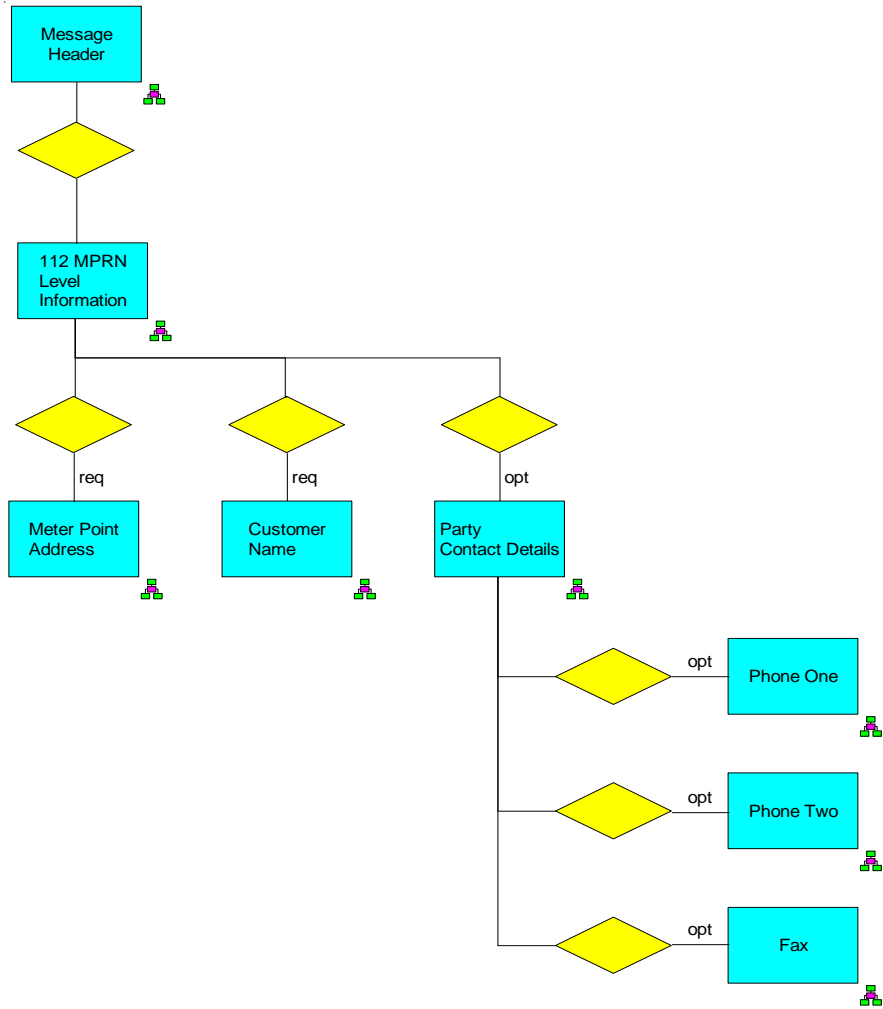 Message
Header
112 MPRN
Level
Information
req
req
opt
Meter Point
Address
Customer
Name
Party
Contact Details
opt
Phone One
opt
Phone Two
opt
Fax